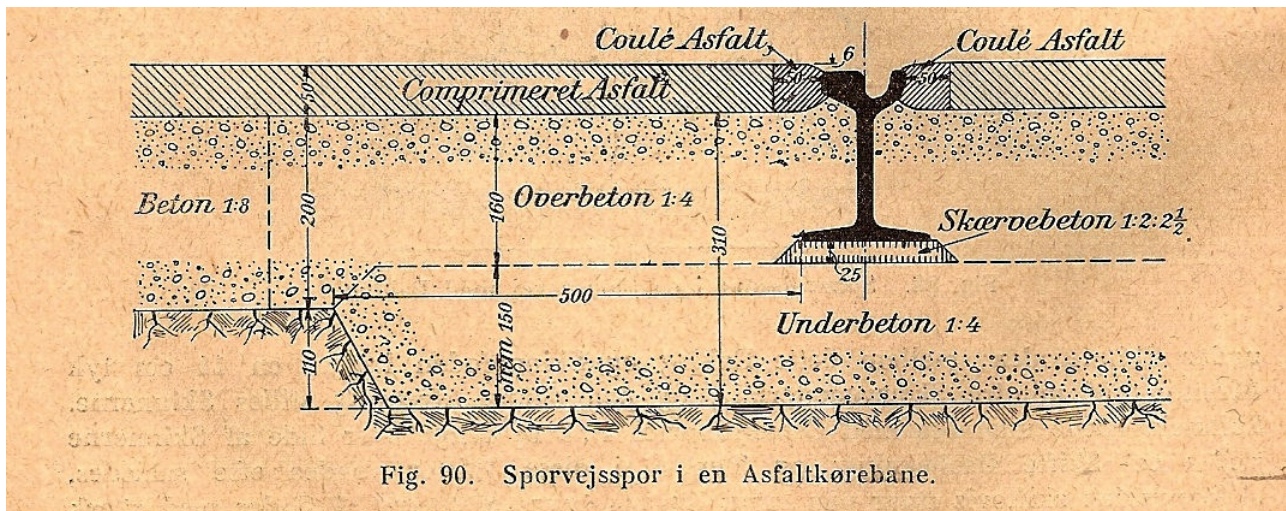 Coulé Asfalt
6
Coulé Asfalt
50
50
50
Comprimeret Asfalt
Beton 1:8
200
Overbeton 1:4
160
310
Skærvebeton 1:2:2½
25
500
Underbeton 1:4
110
150
Fig. 90. Sporvejsspor i en Asfaltkørebane.